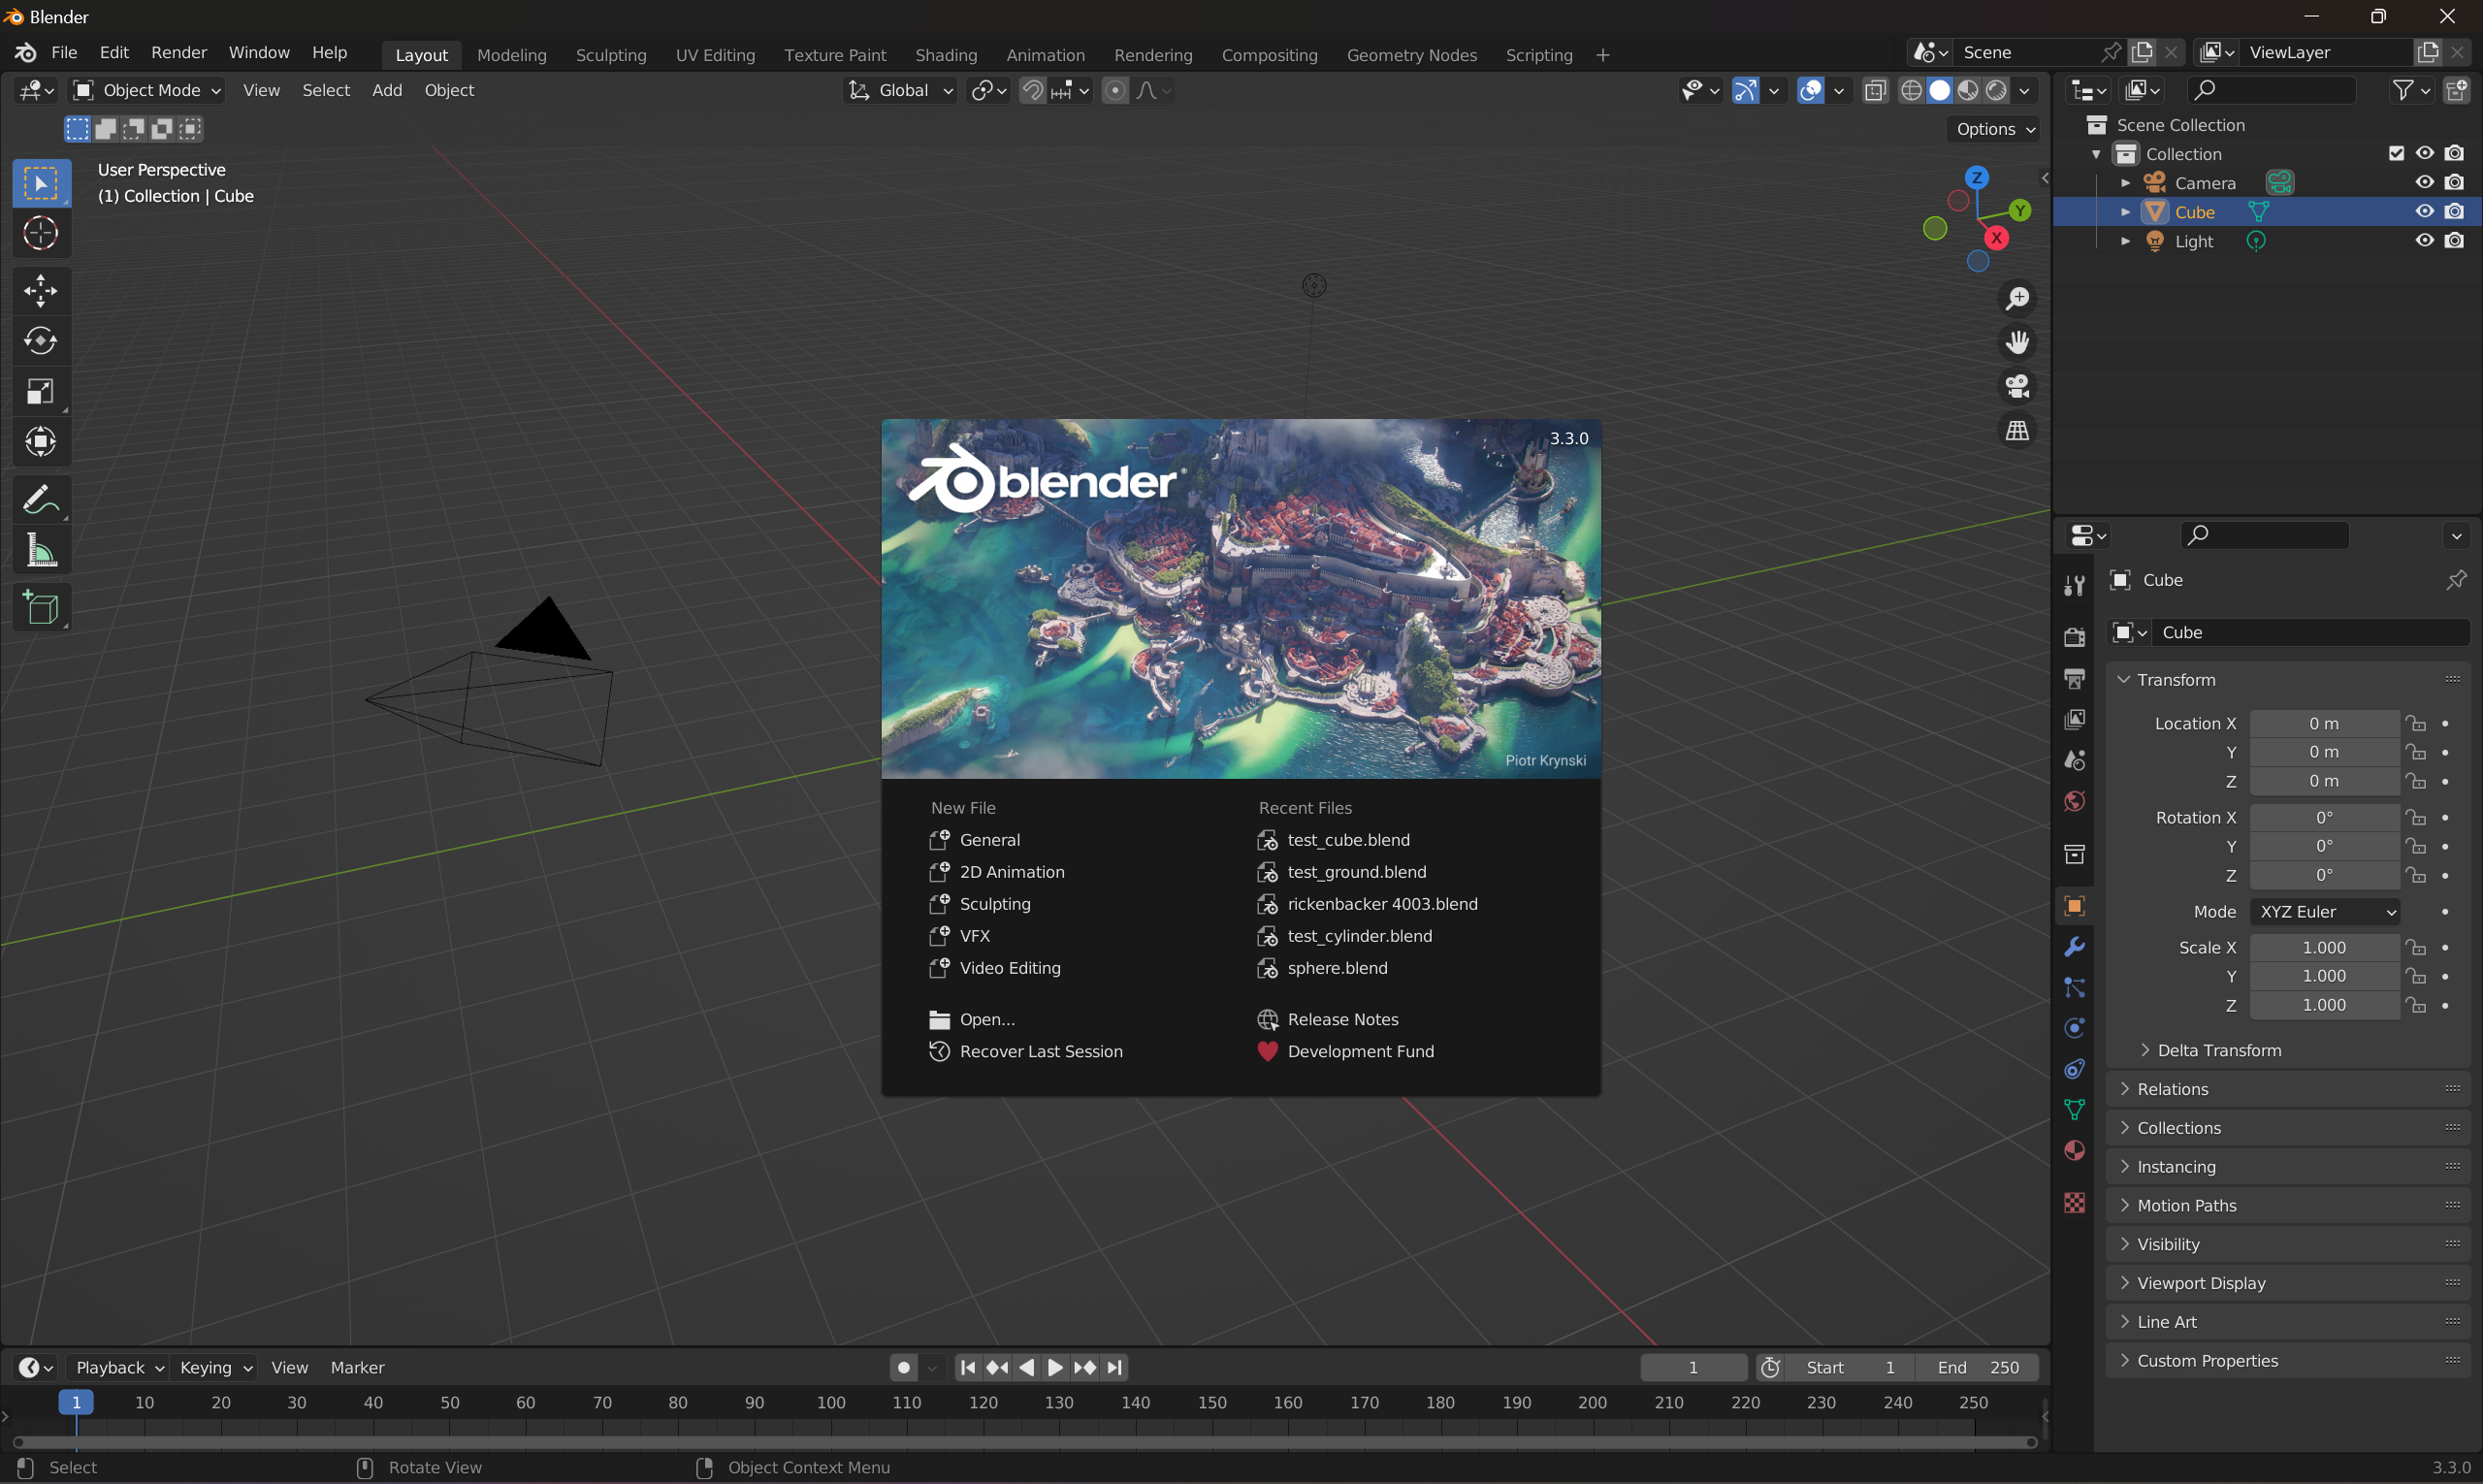 Blender
File Edit Render Window Help Layout Modeling Sculpting UV Editing Texture Paint Shading Animation Rendering Compositing Geometry Nodes Scripting + Scene ViewLayer
Object Mode View Select Add Object Global
Options
User Perspective
(1) Collection | Cube
Z
Y
X
Scene Collection
Collection
Camera
Cube
Light
3.3.0
blender
Piotr Krynski
New File
General
2D Animation
Sculpting
VFX
Video Editing
Open...
Recover Last Session
Recent Files
test_cube.blend
test_ground.blend
rickenbacker 4003.blend
test_cylinder.blend
sphere.blend
Release Notes
Development Fund
Cube
Cube
Transform
Location X 0 m
Y 0 m
Z 0 m
Rotation X 0°
Y 0°
Z 0°
Mode XYZ Euler
Scale X 1.000
Y 1.000
Z 1.000
Delta Transform
Relations
Collections
Instancing
Motion Paths
Visibility
Viewport Display
Line Art
Custom Properties
Playback Keying View Marker 1 Start 1 End 250
1 10 20 30 40 50 60 70 80 90 100 110 120 130 140 150 160 170 180 190 200 210 220 230 240 250
Select Rotate View Object Context Menu 3.3.0